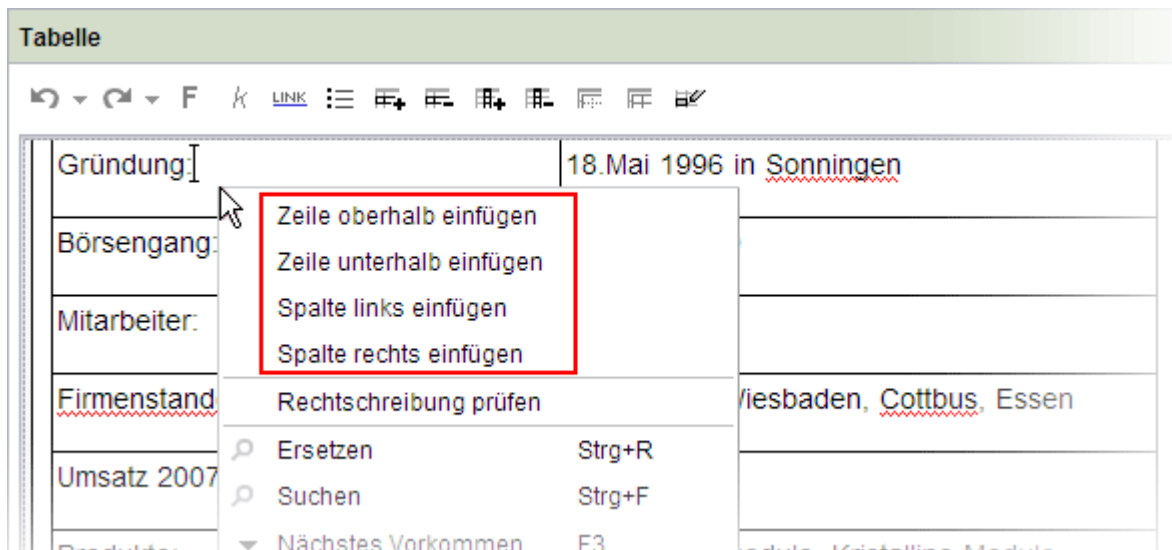 Tabelle
F k LINK
Gründung: 18.Mai 1996 in Sonningen
Zeile oberhalb einfügen
Börsengang:
Zeile unterhalb einfügen
Spalte links einfügen
Mitarbeiter:
Spalte rechts einfügen
Firmenstand
Rechtschreibung prüfen
iesbaden, Cottbus, Essen
Ersetzen Strg+R
Umsatz 2007
Suchen Strg+F
Nächstes Vorkommen F3